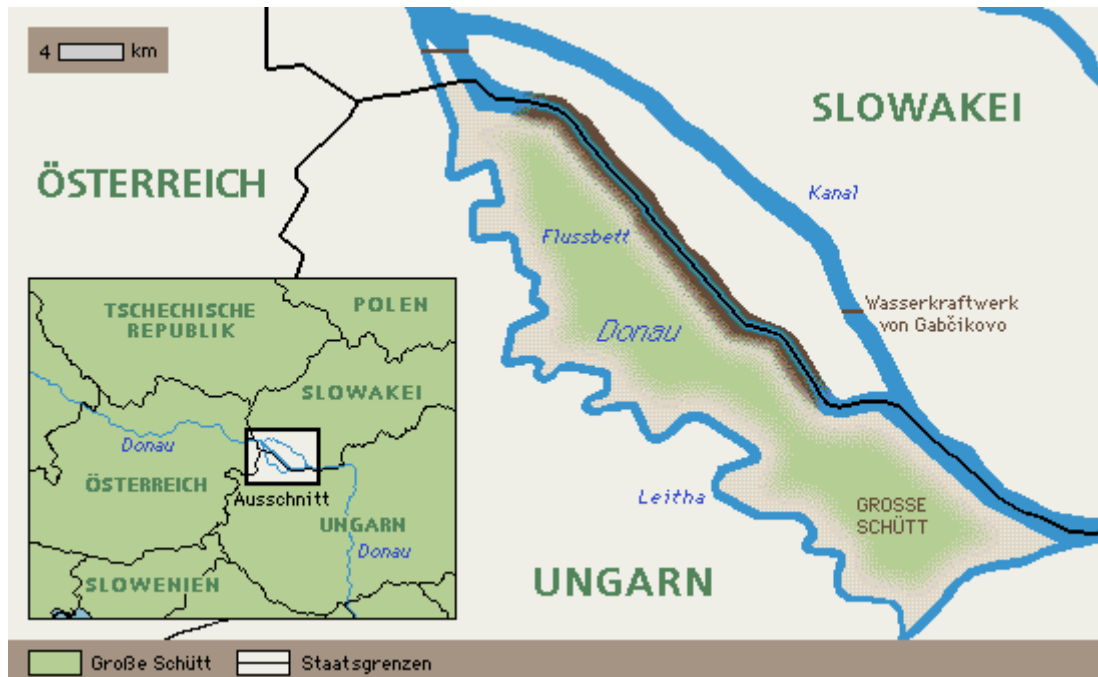 4 km
SLOWAKEI
ÖSTERREICH
Kanal
Flussbett
Wasserkraftwerk
von Gabčikovo
Donau
TSCHECHISCHE
REPUBLIK
POLEN
SLOWAKEI
Donau
ÖSTERREICH
Ausschnitt
UNGARN
Donau
SLOWENIEN
Leitha
GROSSE
SCHÜTT
UNGARN
Große Schütt
Staatsgrenzen